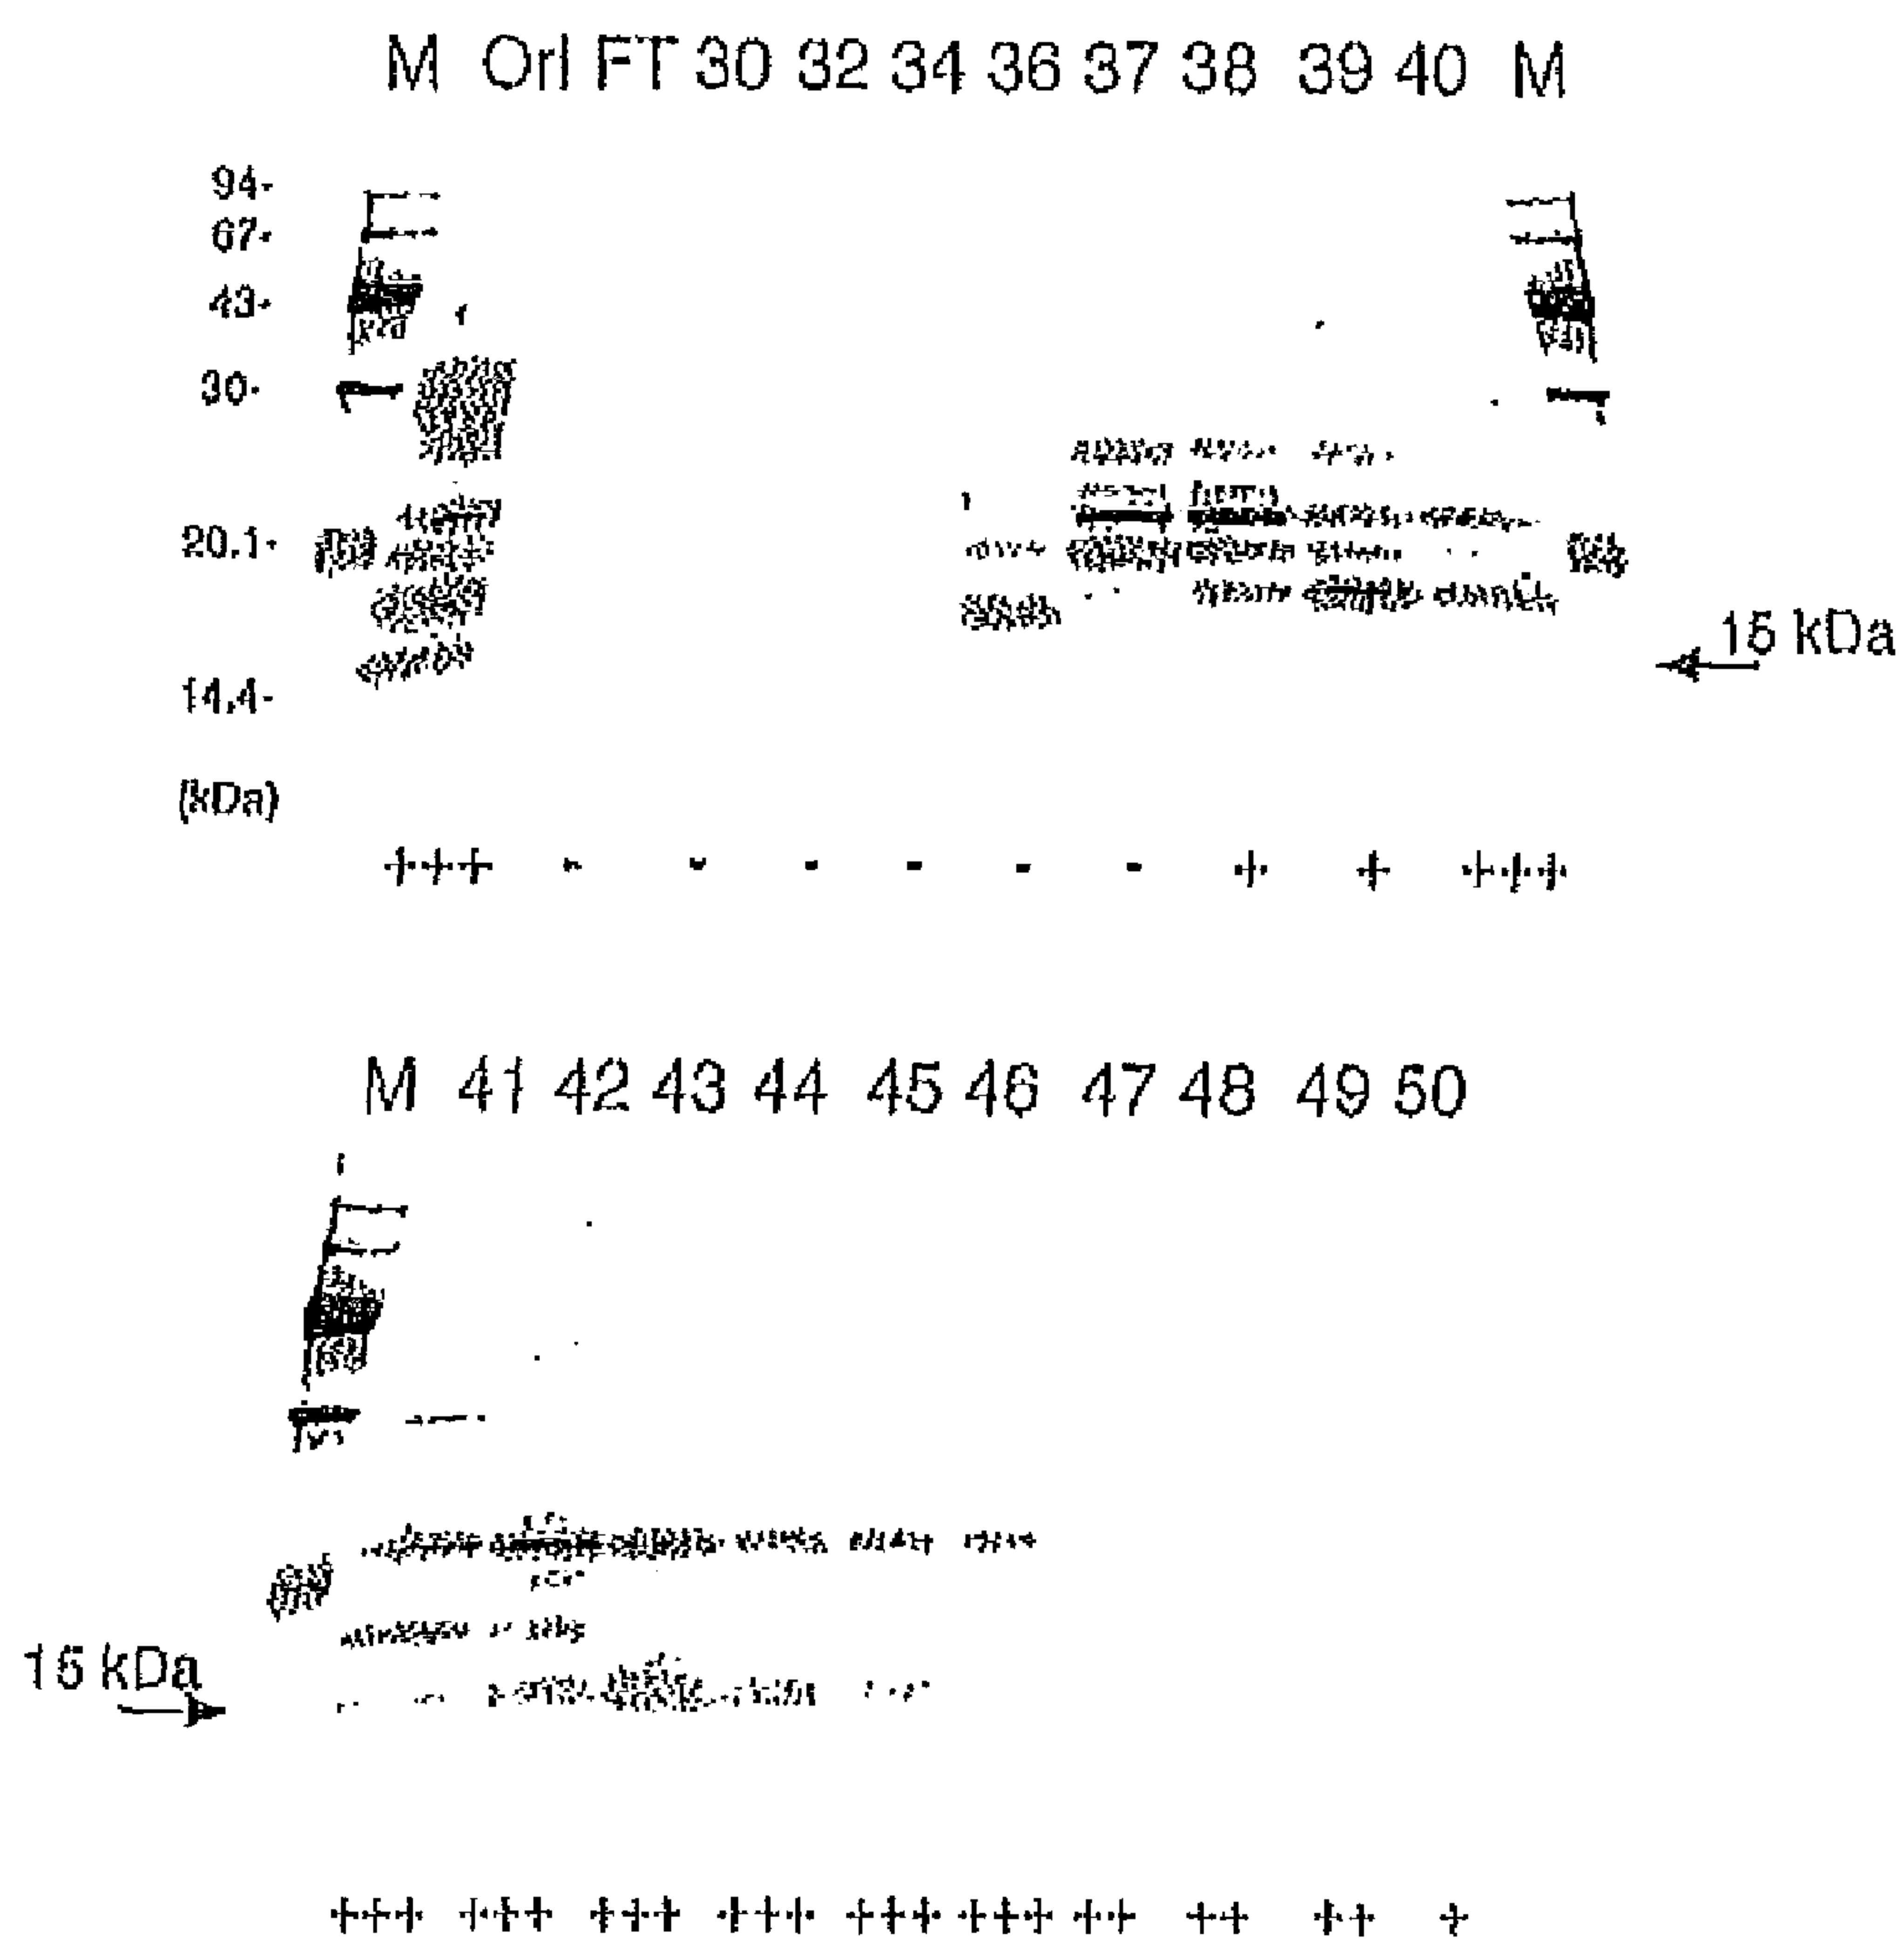 M Orl FT 30 32 34 36 37 38 39 40 M
94-
67-
43-
30-
20.1-
15 kDa
14.4-
(kDa)
+++ - - - - - - + + +++
M 41 42 43 44 45 46 47 48 49 50
15 kDa
+++ +++ +++ +++ +++ +++ ++ ++ ++ +